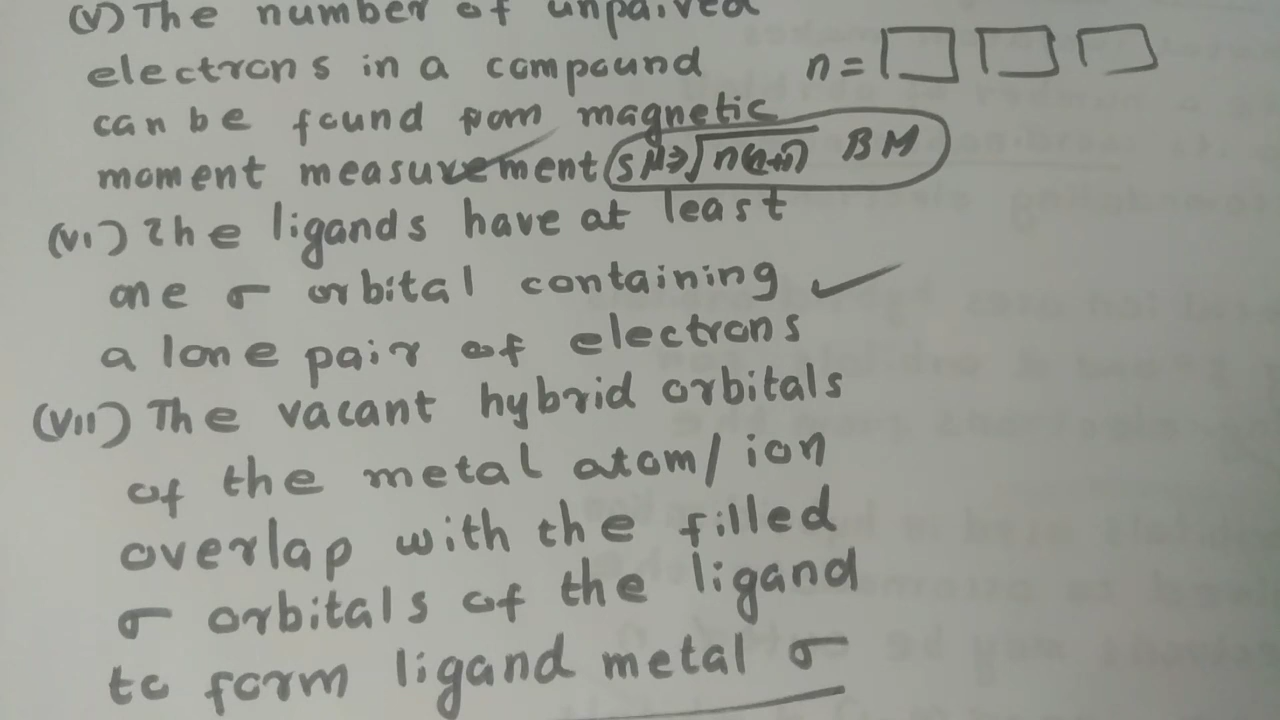 (v) The number of unpaired
electrons in a compound n =
can be found from magnetic
moment measurement (sμ⇒√n(n+1) BM
(vi) The ligands have at least
one σ orbital containing ✓
a lone pair of electrons
(vii) The vacant hybrid orbitals
of the metal atom/ion
overlap with the filled
σ orbitals of the ligand
to form ligand metal σ